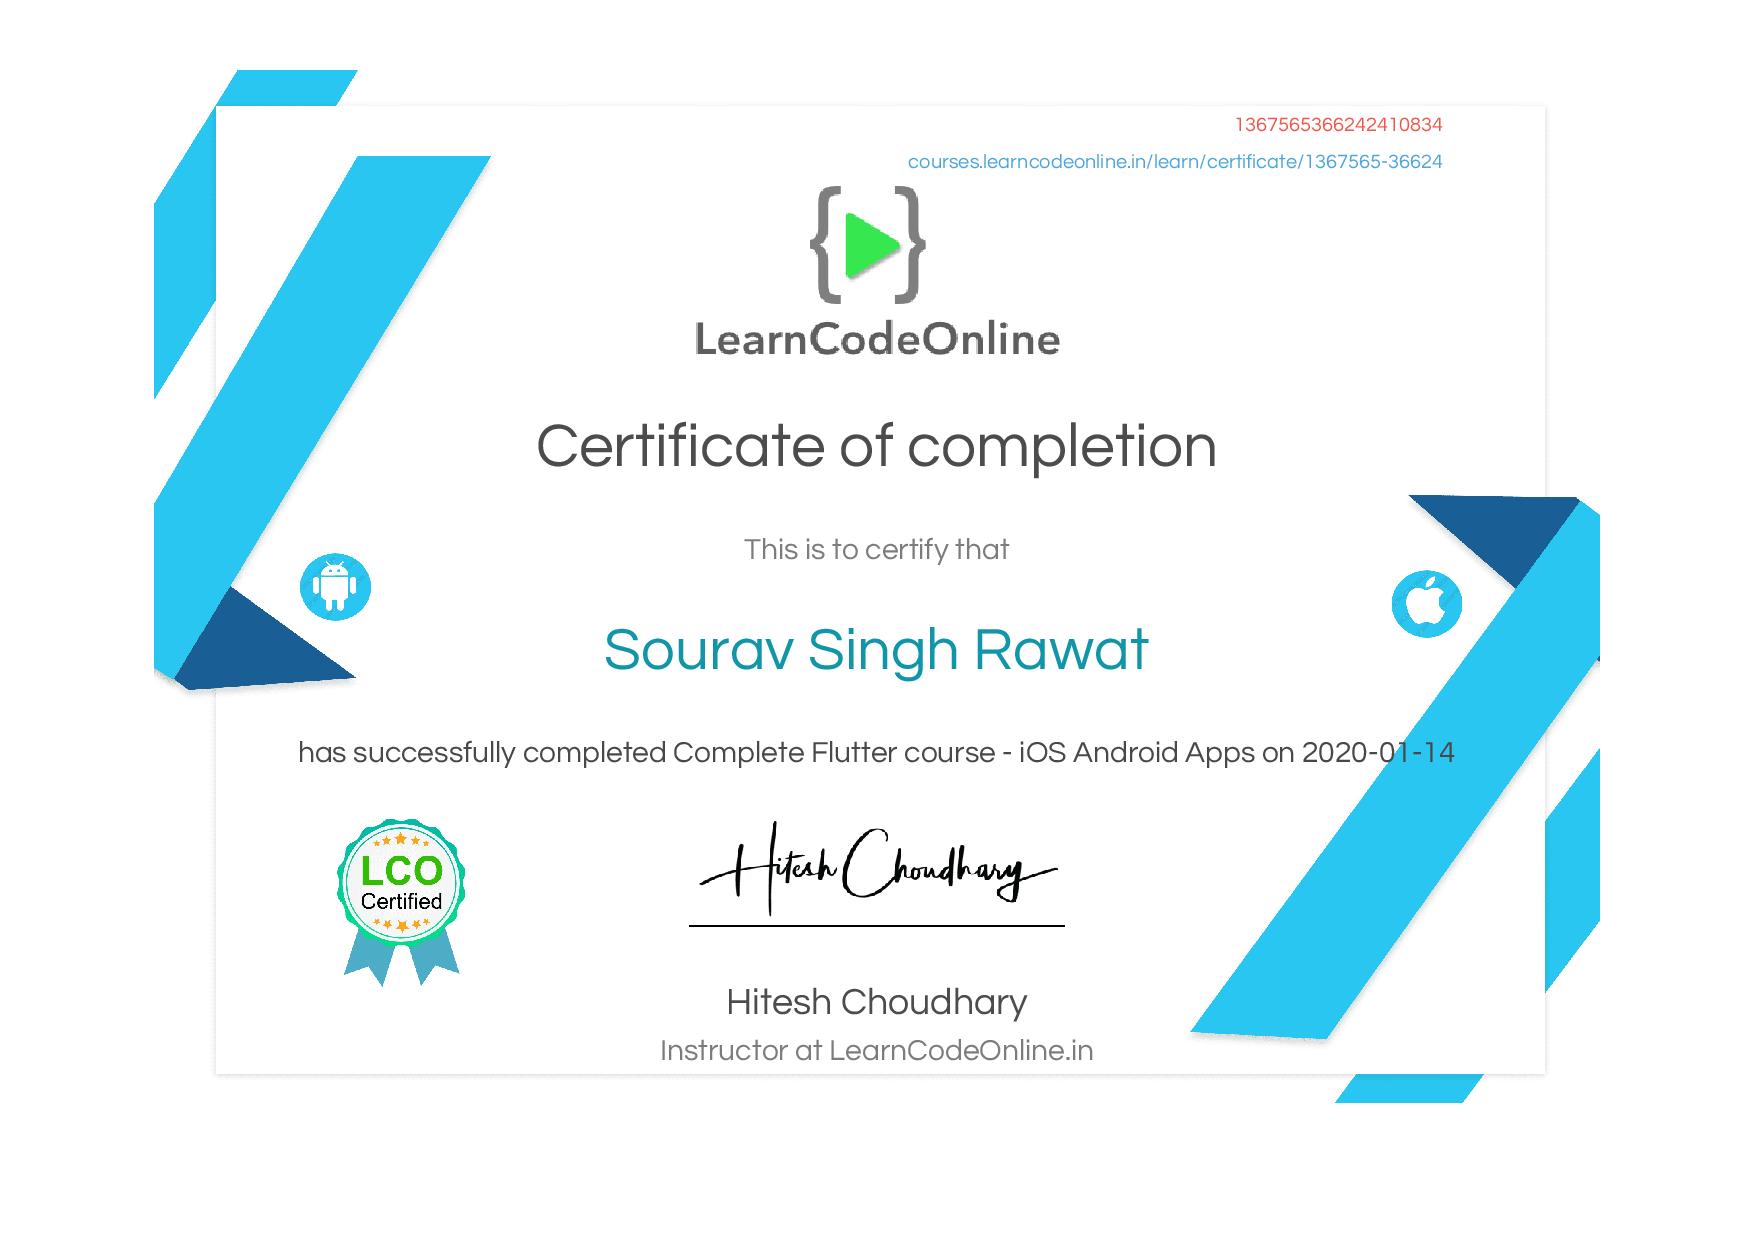 1367565366242410834
courses.learncodeonline.in/learn/certificate/1367565-36624
LearnCodeOnline
Certificate of completion
This is to certify that
Sourav Singh Rawat
has successfully completed Complete Flutter course - iOS Android Apps on 2020-01-14
LCO
Certified
Hitesh Choudhary
Hitesh Choudhary
Instructor at LearnCodeOnline.in